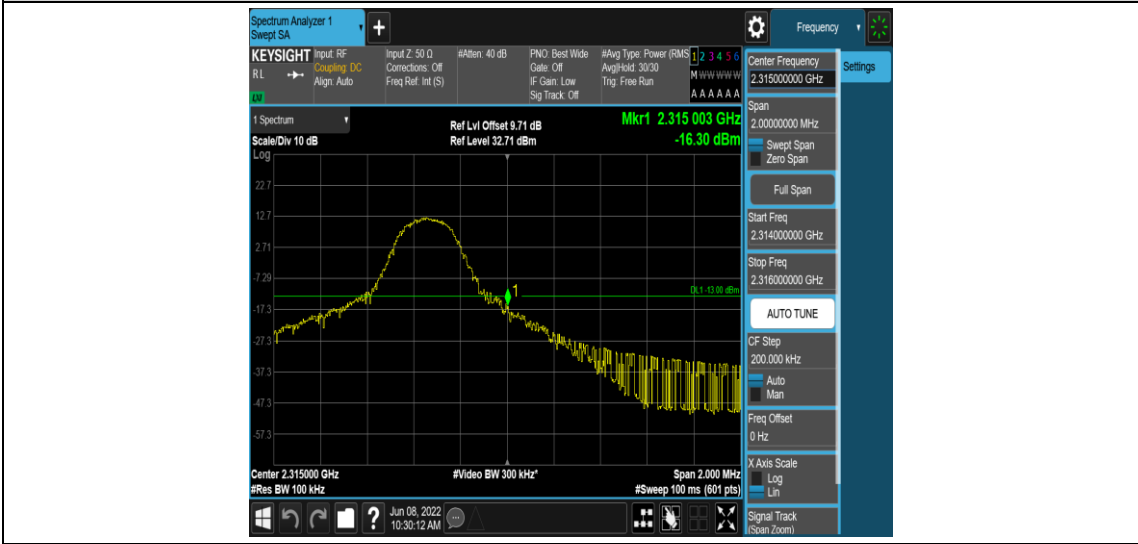 Spectrum Analyzer 1
Swept SA
Frequency
KEYSIGHT
Input: RF
Input Z: 50 Ω
#Atten: 40 dB
PNO: Best Wide
#Avg Type: Power (RMS
1 2 3 4 5 6
RL
Coupling: DC
Corrections: Off
Gate: Off
Avg|Hold: 30/30
M W W W W W
Align: Auto
Freq Ref: Int (S)
IF Gain: Low
Trig: Free Run
Sig Track: Off
A A A A A A
Center Frequency
2.315000000 GHz
Settings
1 Spectrum
Ref Lvl Offset 9.71 dB
Mkr1 2.315 003 GHz
Scale/Div 10 dB
Ref Level 32.71 dBm
-16.30 dBm
Log
22.7
12.7
2.71
-7.29
-17.3
-27.3
-37.3
-47.3
-57.3
1
DL1 -13.00 dBm
Center 2.315000 GHz
#Video BW 300 kHz*
Span 2.000 MHz
#Res BW 100 kHz
#Sweep 100 ms (601 pts)
Span
2.00000000 MHz
Swept Span
Zero Span
Full Span
Start Freq
2.314000000 GHz
Stop Freq
2.316000000 GHz
AUTO TUNE
CF Step
200.000 kHz
Auto
Man
Freq Offset
0 Hz
X Axis Scale
Log
Lin
Signal Track
(Span Zoom)
?
Jun 08, 2022
10:30:12 AM